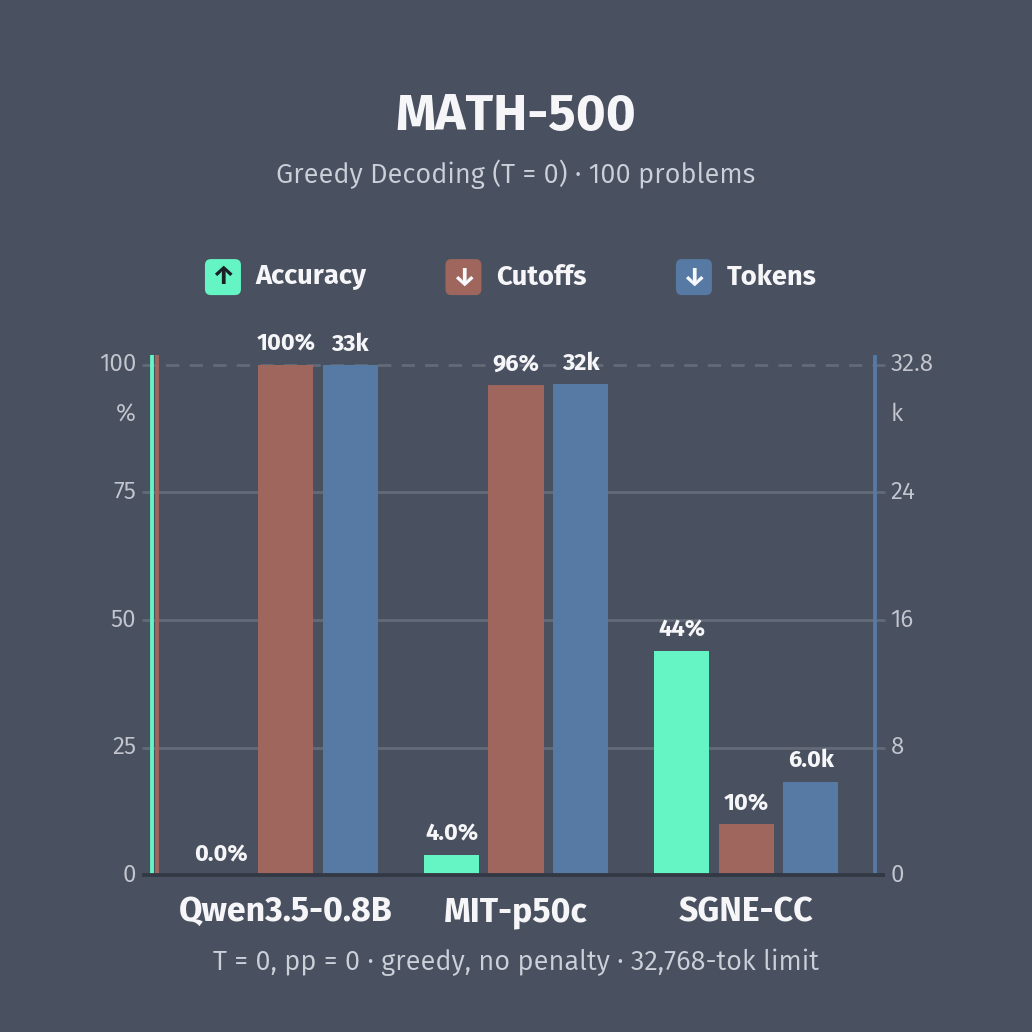 MATH-500
Greedy Decoding (T = 0) · 100 problems
↑ Accuracy ↓ Cutoffs ↓ Tokens
100% 33k
100 96% 32k 32.8
% k
75 24
50 44% 16
25 6.0k 8
10%
4.0%
0.0%
0 0
Qwen3.5-0.8B MIT-p50c SGNE-CC
T = 0, pp = 0 · greedy, no penalty · 32,768-tok limit